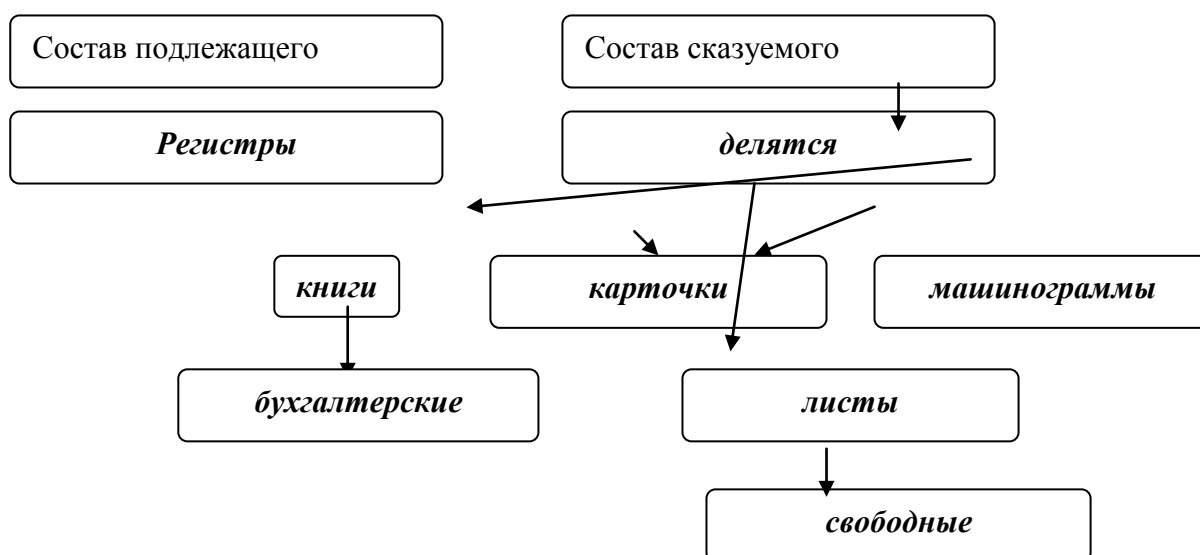 Состав подлежащего
Состав сказуемого
Регистры
делятся
книги
карточки
машинограммы
бухгалтерские
листы
свободные